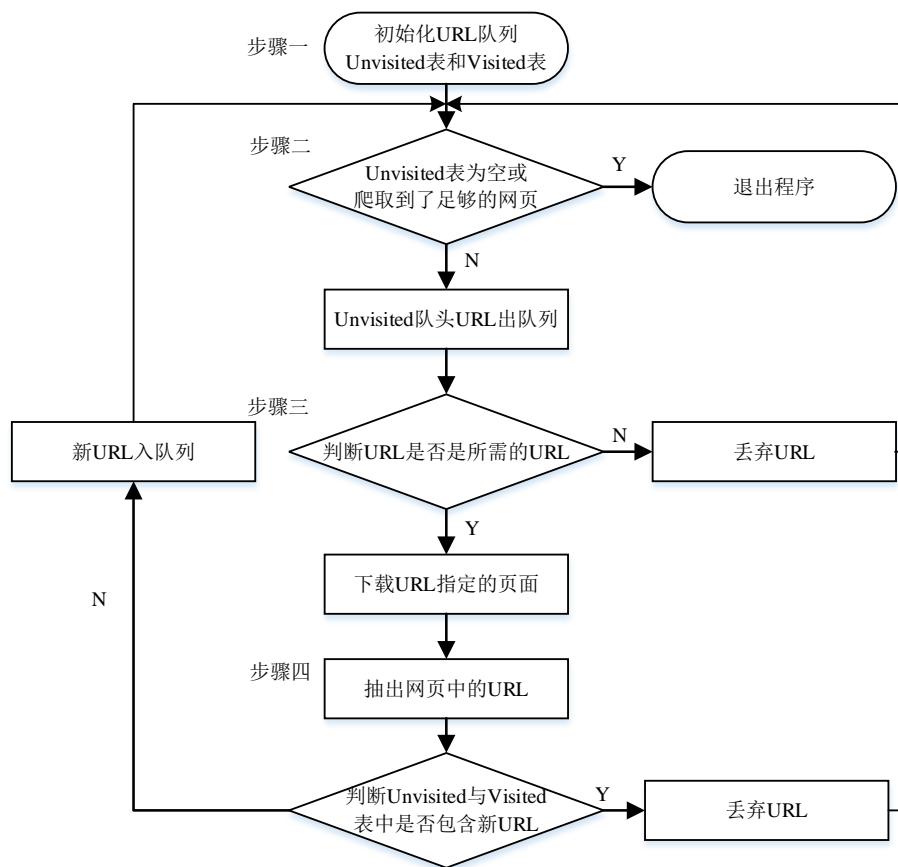 步骤一
初始化URL队列
Unvisited表和Visited表
步骤二
Unvisited表为空或
爬取到了足够的网页
Y
退出程序
N
Unvisited队头URL出队列
步骤三
新URL入队列
判断URL是否是所需的URL
N
丢弃URL
Y
下载URL指定的页面
N
步骤四
抽出网页中的URL
判断Unvisited与Visited
表中是否包含新URL
Y
丢弃URL